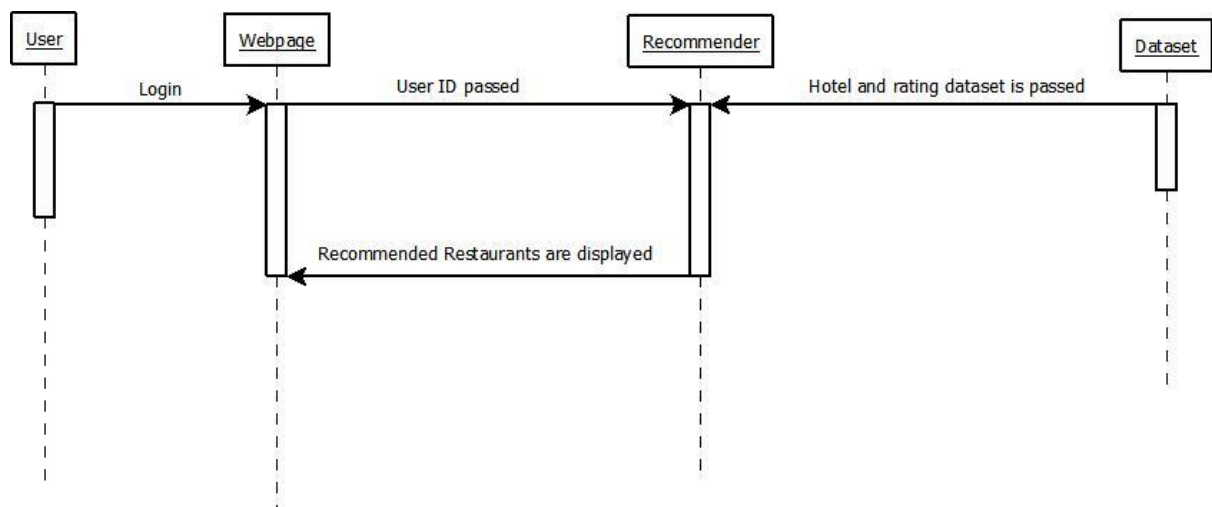 User
Webpage
Recommender
Dataset
Login
User ID passed
Hotel and rating dataset is passed
Recommended Restaurants are displayed